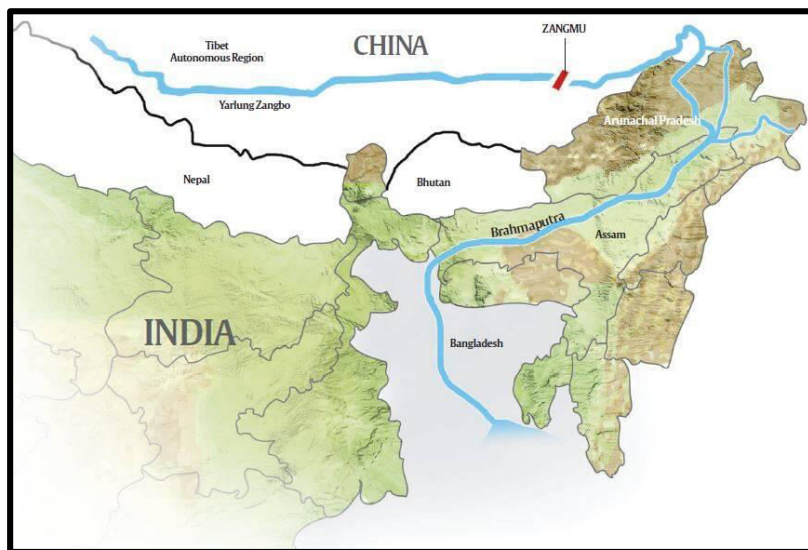 ZANGMU
CHINA
Tibet
Autonomous Region
Yarlung Zangbo
Arunachal Pradesh
Nepal
Bhutan
Brahmaputra
Assam
INDIA
Bangladesh